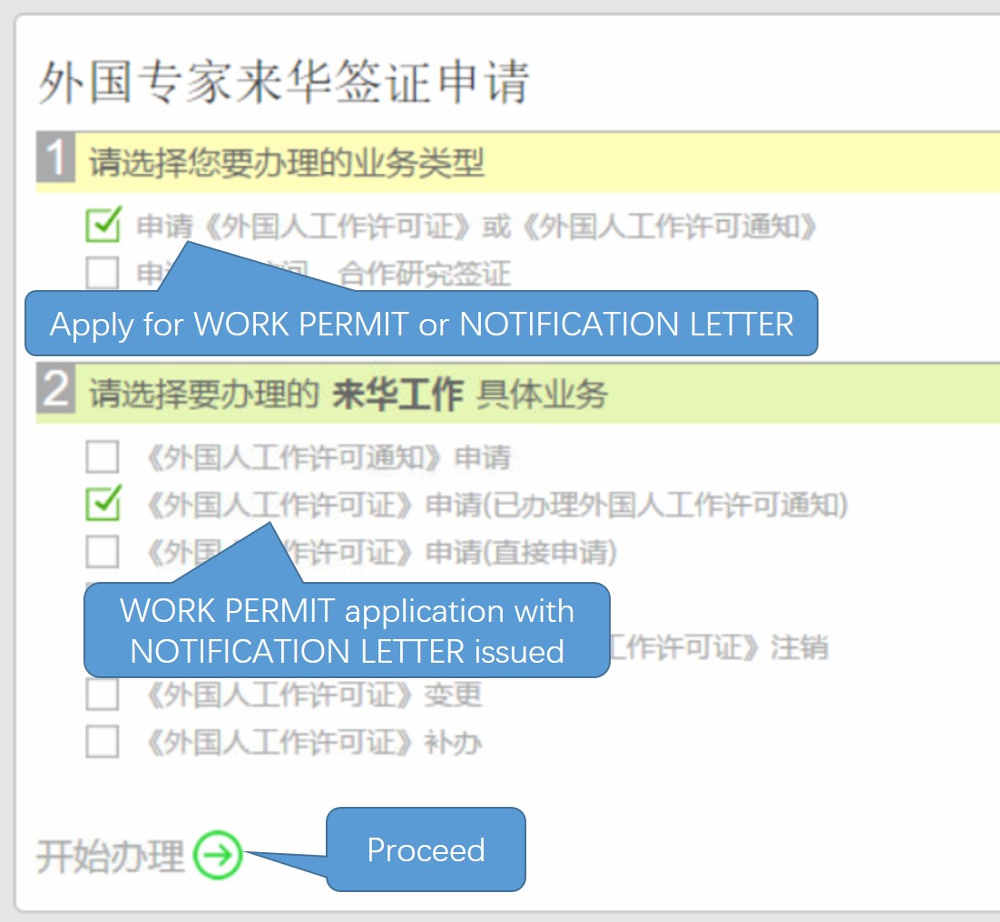 外国专家来华签证申请
1 请选择您要办理的业务类型
申请《外国人工作许可证》或《外国人工作许可通知》
申 合作研究签证
Apply for WORK PERMIT or NOTIFICATION LETTER
2 请选择要办理的 来华工作 具体业务
《外国人工作许可通知》申请
《外国人工作许可证》申请(已办理外国人工作许可通知)
《外国 作许可证》申请(直接申请)
WORK PERMIT application with
NOTIFICATION LETTER issued
工作许可证》注销
《外国人工作许可证》变更
《外国人工作许可证》补办
开始办理
Proceed